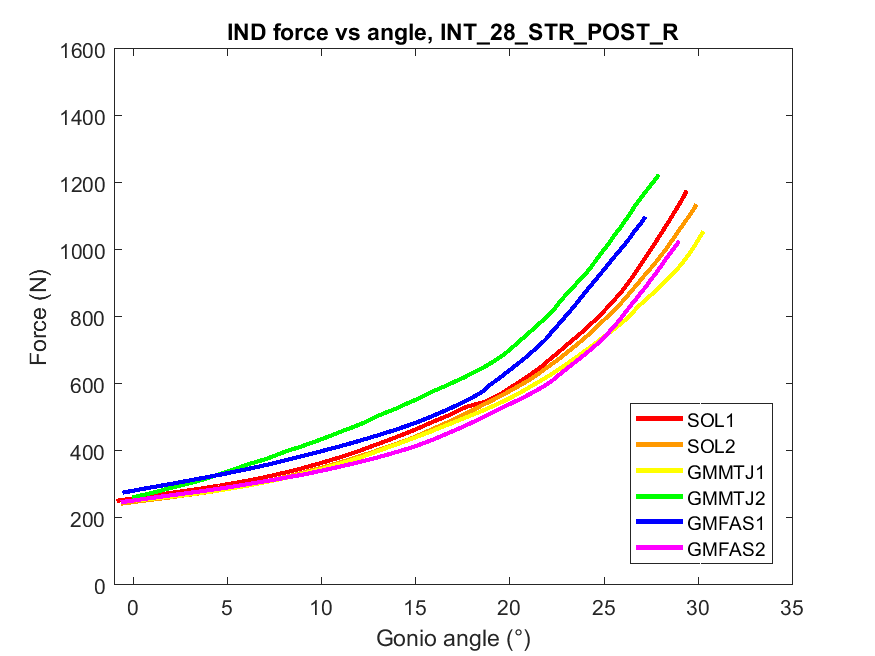 IND force vs angle, INT_28_STR_POST_R
1600
1400
1200
1000
800
600
400
200
0
Force (N)
0 5 10 15 20 25 30 35
Gonio angle (°)
SOL1
SOL2
GMMTJ1
GMMTJ2
GMFAS1
GMFAS2